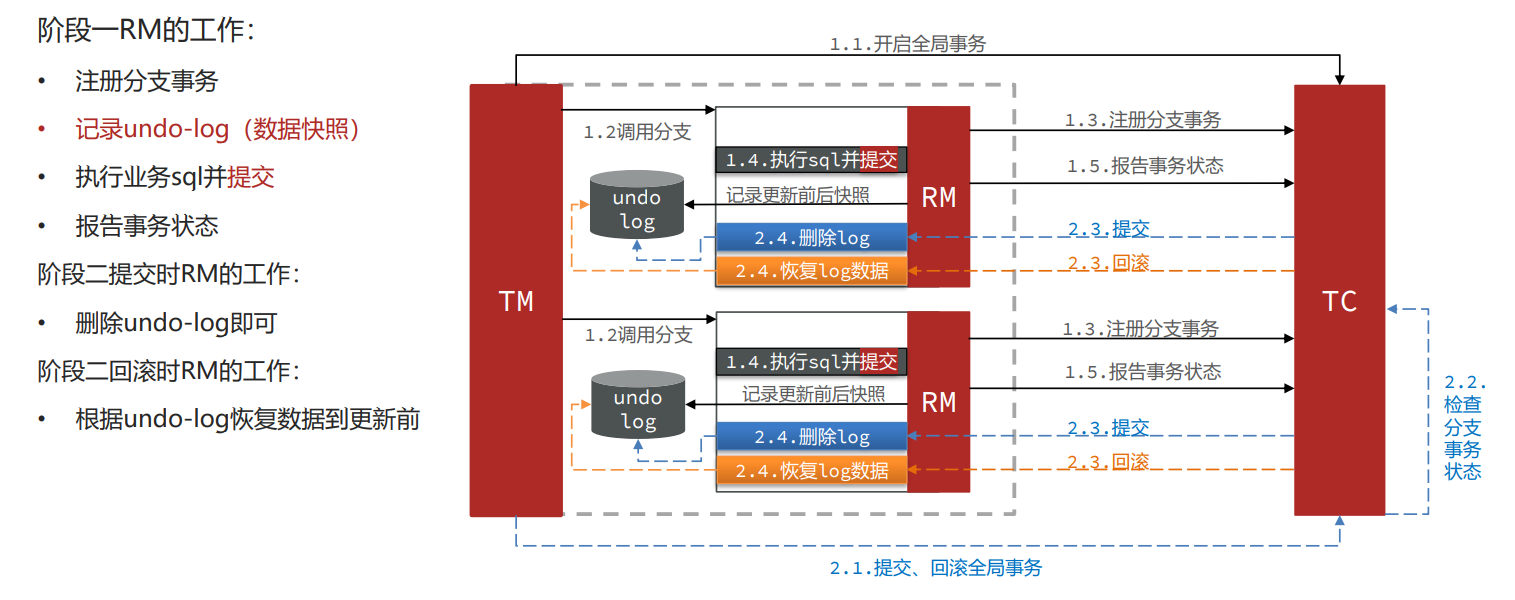 阶段一RM的工作：
• 注册分支事务
• 记录undo-log（数据快照）
• 执行业务sql并提交
• 报告事务状态
阶段二提交时RM的工作：
• 删除undo-log即可
阶段二回滚时RM的工作：
• 根据undo-log恢复数据到更新前
1.1.开启全局事务
TM
1.2调用分支
1.4.执行sql并提交
记录更新前后快照
undo
log
2.4.删除log
2.4.恢复log数据
RM
1.3.注册分支事务
1.5.报告事务状态
2.3.提交
2.3.回滚
1.2调用分支
1.4.执行sql并提交
记录更新前后快照
undo
log
2.4.删除log
2.4.恢复log数据
RM
1.3.注册分支事务
1.5.报告事务状态
2.3.提交
2.3.回滚
TC
2.2.
检查
分支
事务
状态
2.1.提交、回滚全局事务